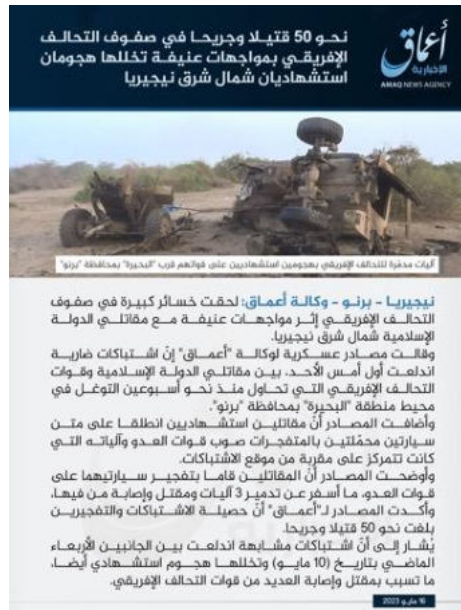 نحو 50 قتيلا وجريحا في صفوف التحالف
الإفريقي بمواجهات عنيفة تخللها هجومان
استشهاديان شمال شرق نيجيريا
أعماق
الإخبارية
AMAQ NEWS AGENCY
آليات مدمّرة للتحالف الإفريقي بهجومين استشهاديين على قواتهم قرب "البحيرة" بمحافظة "برنو"
نيجيريا - برنو - وكالة أعماق: لحقت خسائر كبيرة في صفوف
التحالف الإفريقي إثر مواجهات عنيفة مع مقاتلي الدولة
الإسلامية شمال شرق نيجيريا.
وقالت مصادر عسكرية لوكالة "أعماق" إنّ اشتباكات ضارية
اندلعت أول أمس الأحد، بين مقاتلي الدولة الإسلامية وقوات
التحالف الإفريقي التي تحاول منذ نحو أسبوعين التوغل في
محيط منطقة "البحيرة" بمحافظة "برنو".
وأضافت المصادر أنّ مقاتلين استشهاديين انطلقا على متن
سيارتين محمّلتين بالمتفجرات صوب قوات العدو وآلياته التي
كانت تتمركز على مقربة من موقع الاشتباكات.
وأوضحت المصادر أنّ المقاتلين قاما بتفجير سيارتيهما على
قوات العدو، ما أسفر عن تدمير 3 آليات ومقتل وإصابة من فيها،
وأكدت المصادر لـ"أعماق" أنّ حصيلة الاشتباكات والتفجيرين
بلغت نحو 50 قتيلا وجريحا.
يُشار إلى أنّ اشتباكات مشابهة اندلعت بين الجانبين الأربعاء
الماضي بتاريخ (10 مايو) وتخللها هجوم استشهادي أيضا،
ما تسبب بمقتل وإصابة العديد من قوات التحالف الإفريقي.
16 مايو 2023